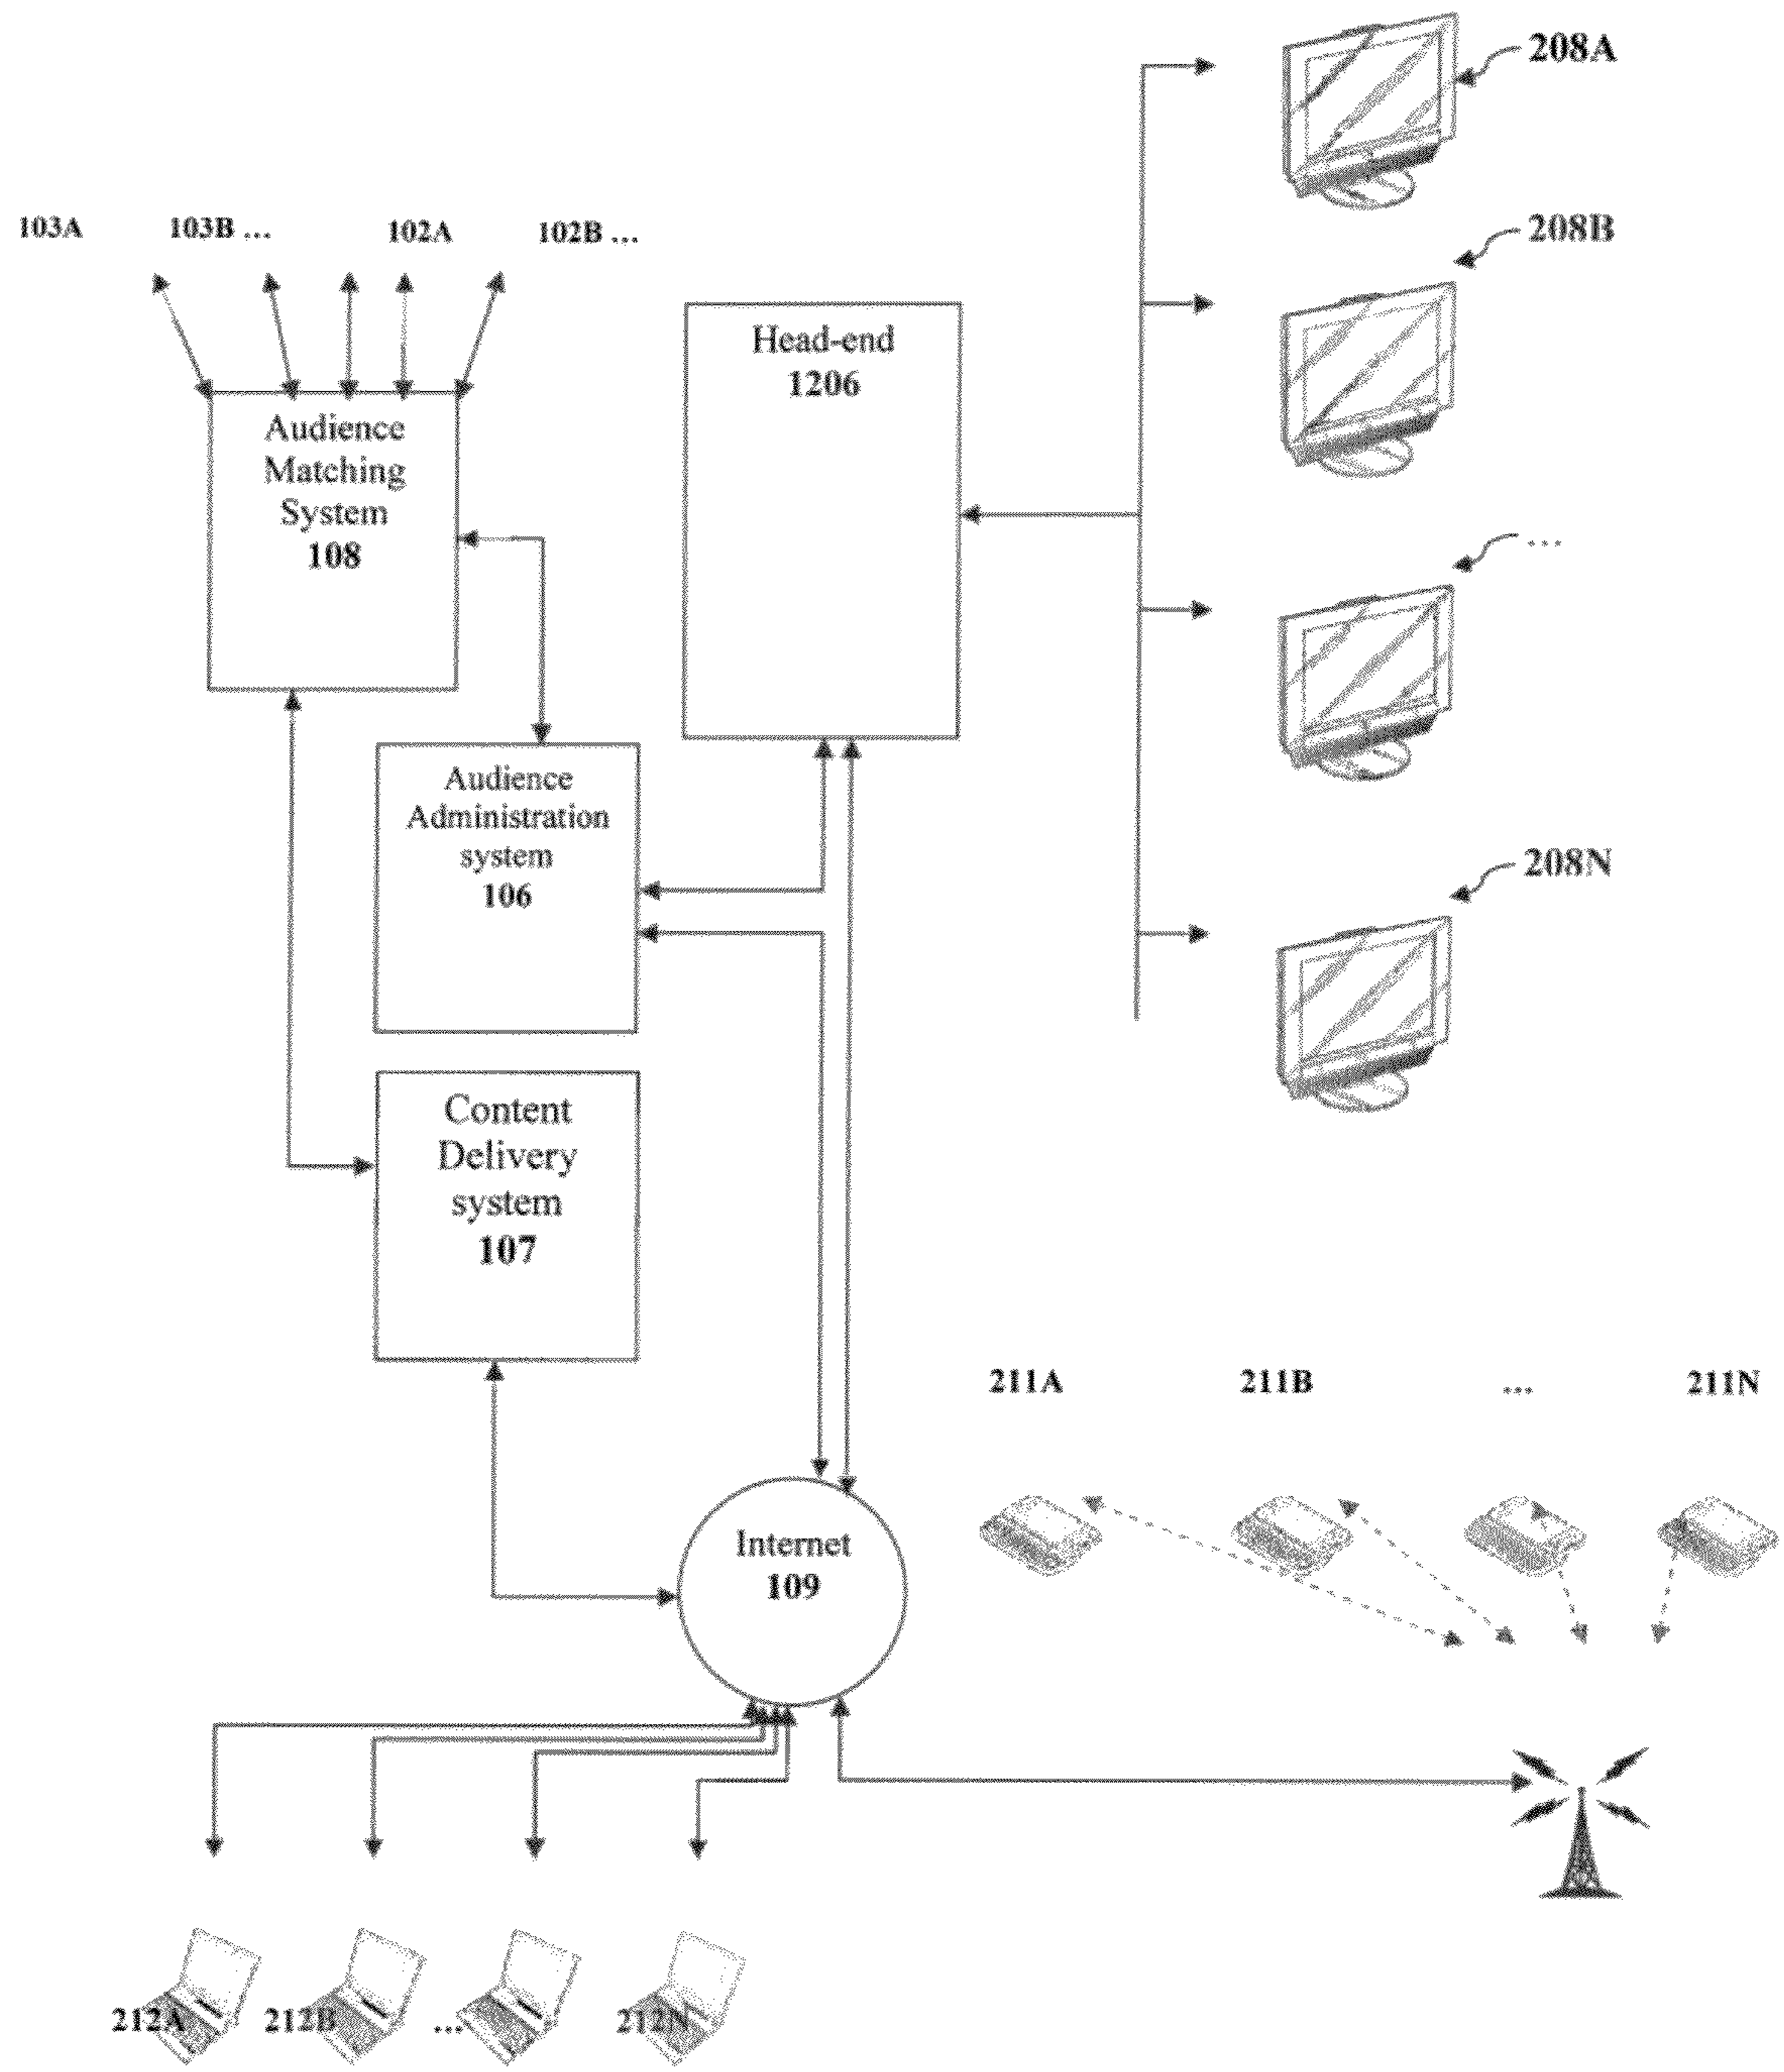 208A
103A 103B ... 102A 102B ...
208B
Head-end
1206
Audience
Matching
System
108
...
Audience
Administration
system
106
208N
Content
Delivery
system
107
211A 211B ... 211N
Internet
109
212A 212B ... 212N